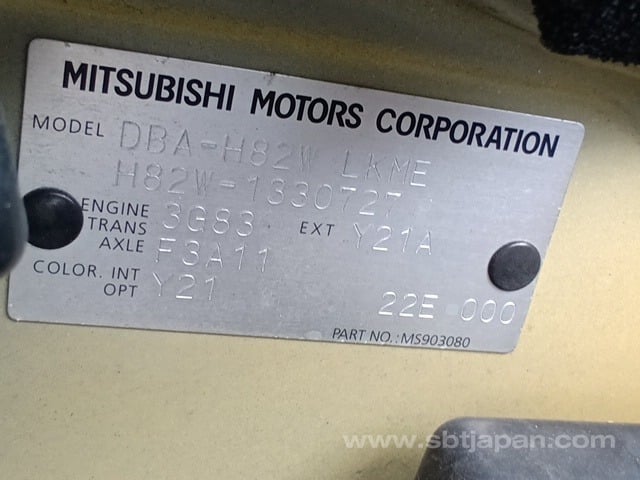 MITSUBISHI MOTORS CORPORATION
MODEL DBA-H82W LKME
H82W-1330727
ENGINE 3G83 EXT Y21A
TRANS AXLE F3A11
COLOR. INT OPT Y21 22E 000
PART NO.: MS903080
www.sbtjapan.com